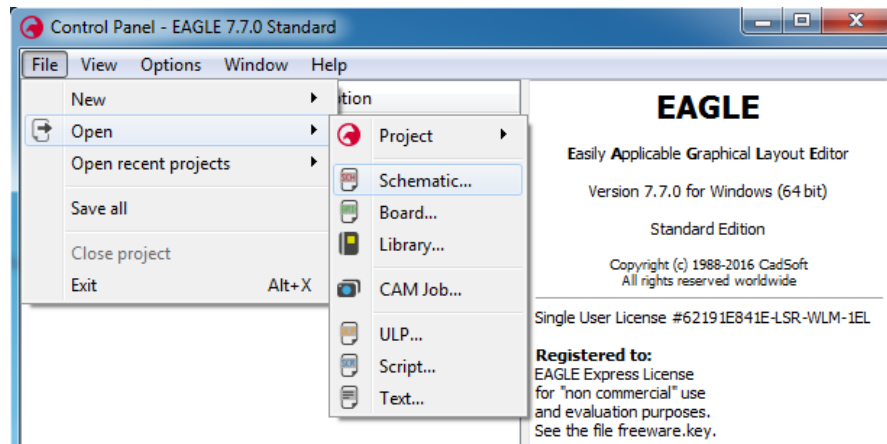 Control Panel - EAGLE 7.7.0 Standard
File View Options Window Help
New
Open
Open recent projects
Save all
Close project
Exit Alt+X
Project
SCH Schematic...
Board...
Library...
CAM Job...
ULP...
SCR Script...
Text...
EAGLE
Easily Applicable Graphical Layout Editor
Version 7.7.0 for Windows (64 bit)
Standard Edition
Copyright (c) 1988-2016 CadSoft
All rights reserved worldwide
Single User License #62191E841E-LSR-WLM-1EL
Registered to:
EAGLE Express License
for "non commercial" use
and evaluation purposes.
See the file freeware.key.